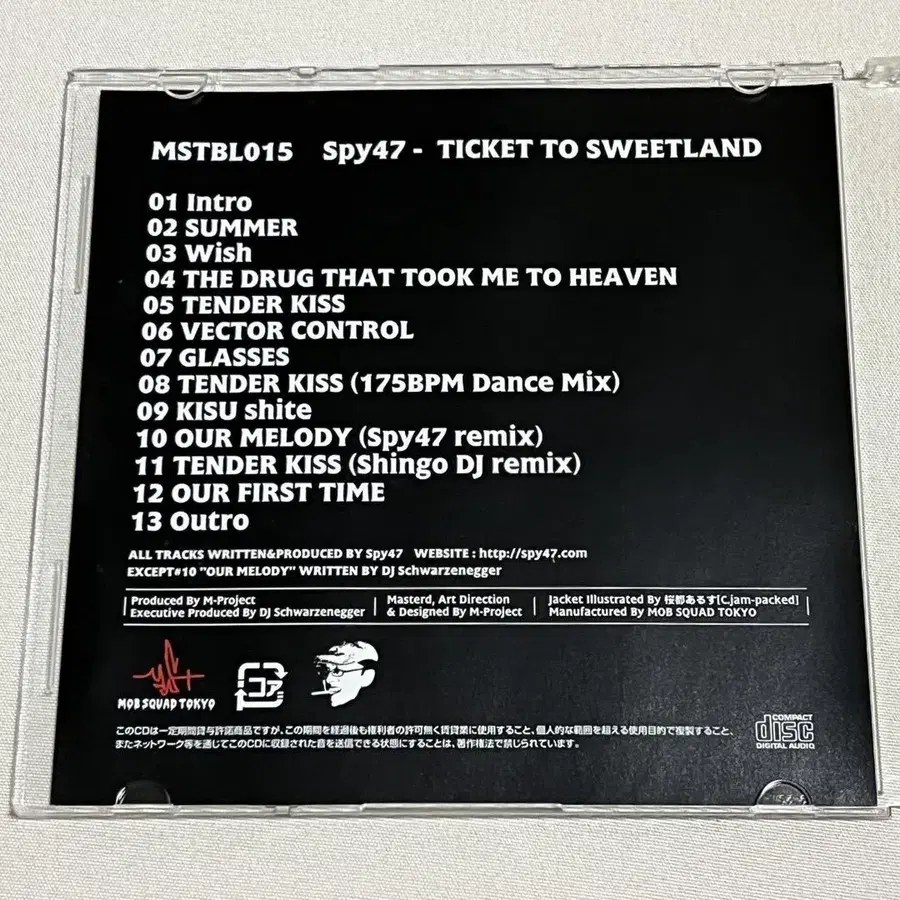 MSTBL015 Spy47 - TICKET TO SWEETLAND
01 Intro
02 SUMMER
03 Wish
04 THE DRUG THAT TOOK ME TO HEAVEN
05 TENDER KISS
06 VECTOR CONTROL
07 GLASSES
08 TENDER KISS (175BPM Dance Mix)
09 KISU shite
10 OUR MELODY (Spy47 remix)
11 TENDER KISS (Shingo DJ remix)
12 OUR FIRST TIME
13 Outro
ALL TRACKS WRITTEN&PRODUCED BY Spy47 WEBSITE : http://spy47.com
EXCEPT#10 "OUR MELODY" WRITTEN BY DJ Schwarzenegger
Produced By M-Project
Executive Produced By DJ Schwarzenegger
Masterd, Art Direction
& Designed By M-Project
Jacket Illustrated By 桜都あるす[C.jam-packed]
Manufactured By MOB SQUAD TOKYO
MOB SQUAD TOKYO
コア
このCDは一定期間貸与許諾商品ですが、この期間を経過後も権利者の許可無く賃貸業に使用すること、個人的な範囲を超える使用目的で複製すること、
またネットワーク等を通じてこのCDに収録された音を送信できる状態にすることは、著作権法で禁じられています。
COMPACT
disc
DIGITAL AUDIO